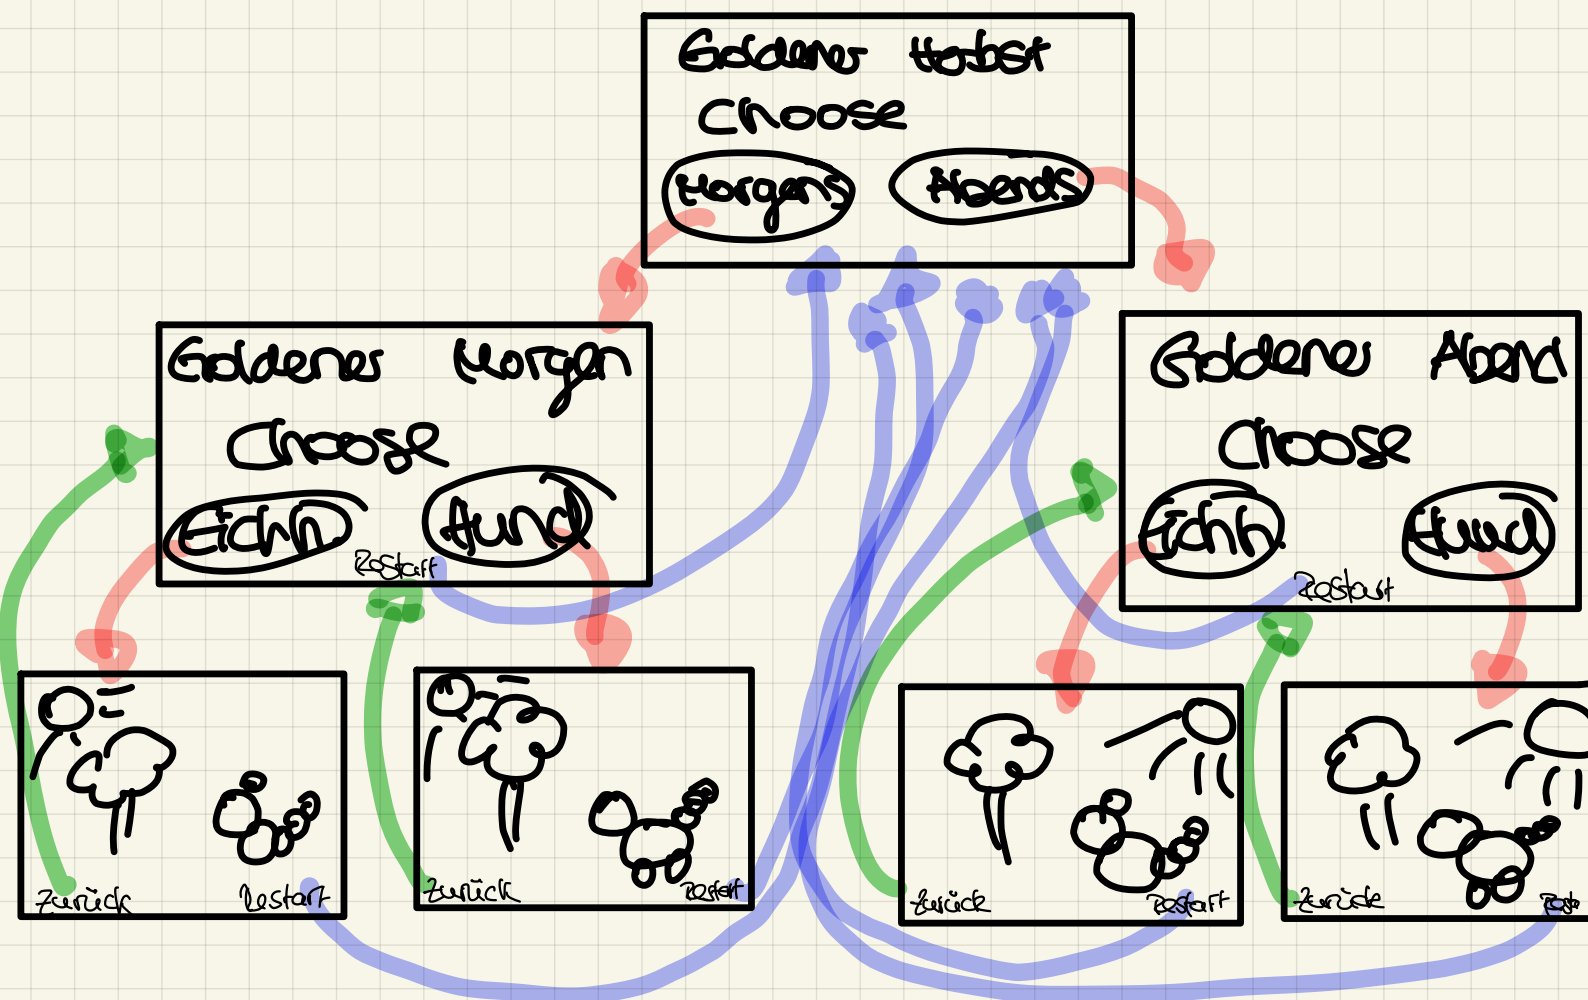 Goldener Herbst
Choose
Morgens Abends
Goldener Morgen
Choose
Eichh Hund
Restart
Goldener Abend
Choose
Eichh Hund
Restart
Zurück Restart
Zurück Restart
Zurück Restart
Zurück